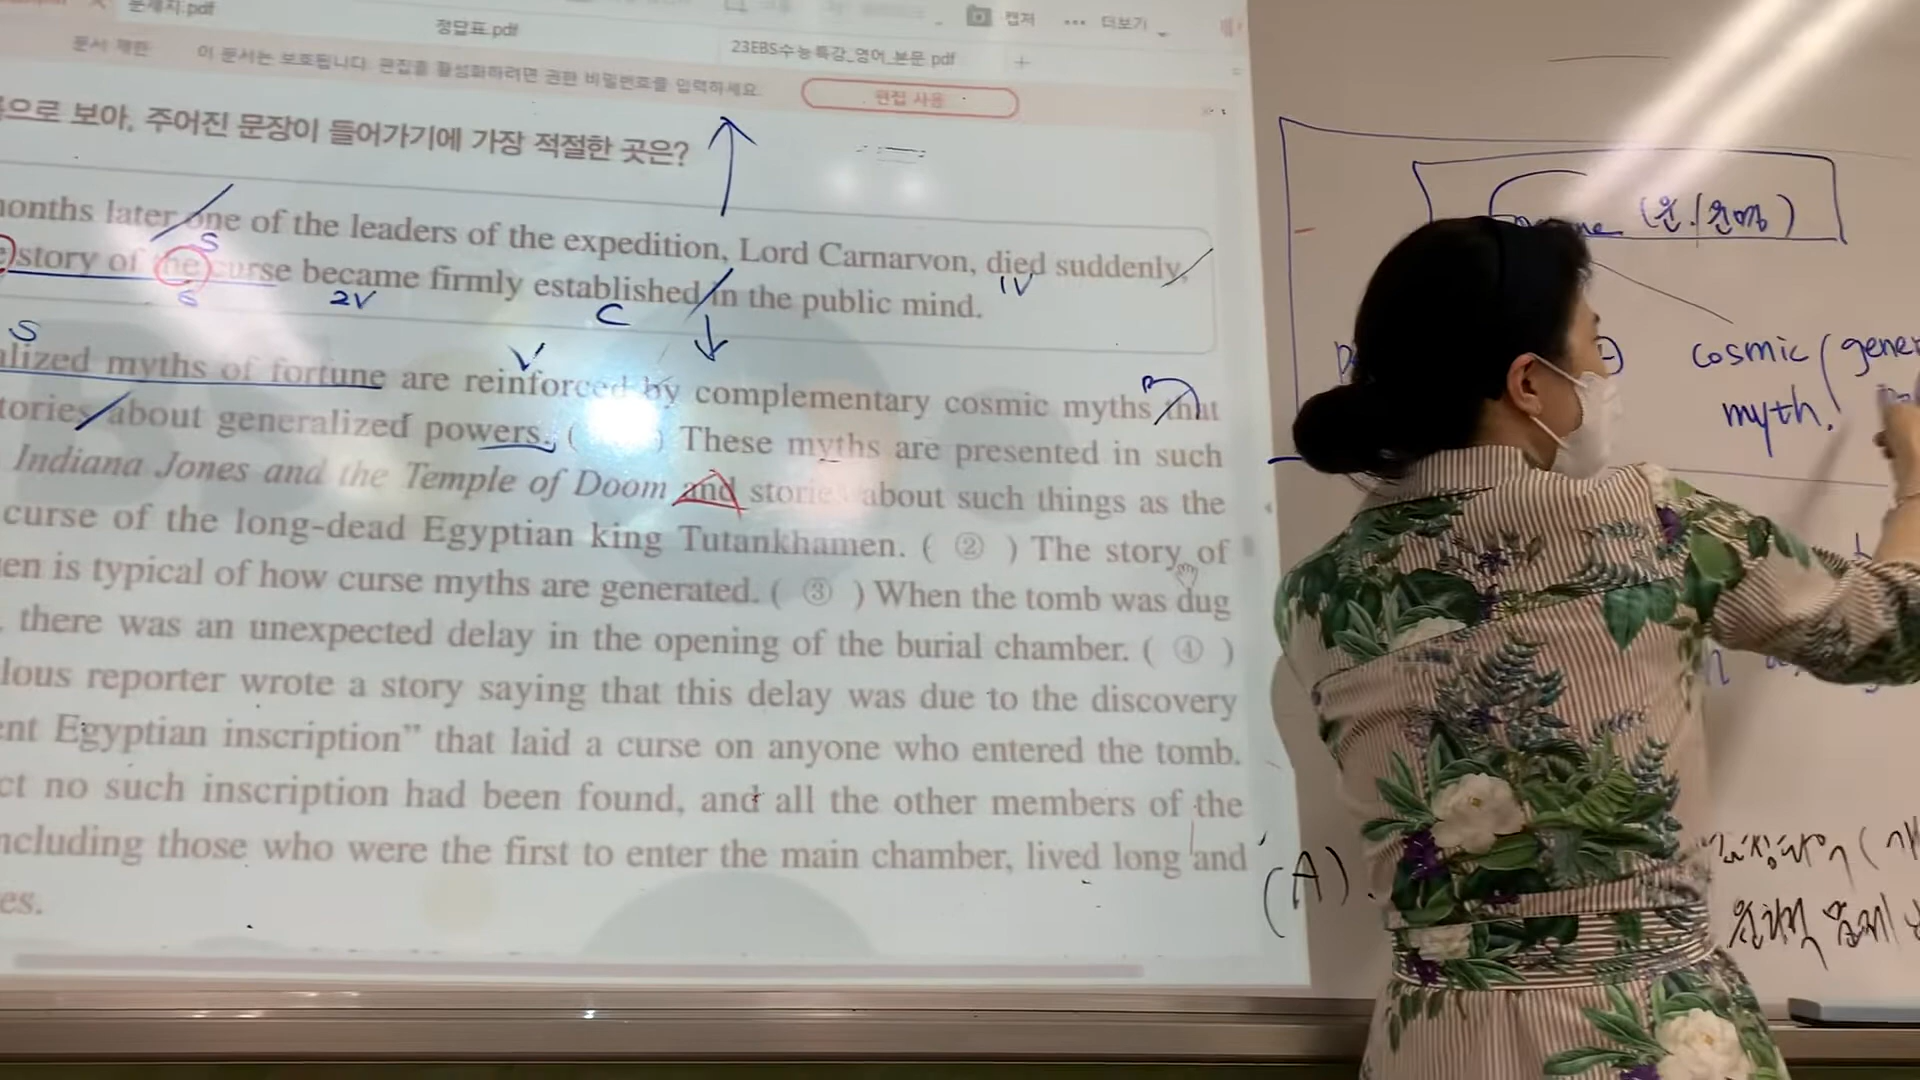 문제지.pdf
정답표.pdf
23EBS수능특강_영어_본문.pdf
캡처
더보기
문서 제한
이 문서는 보호됩니다. 편집을 활성화하려면 권한 비밀번호를 입력하세요.
편집 사용
으로 보아, 주어진 문장이 들어가기에 가장 적절한 곳은?
onths later one of the leaders of the expedition, Lord Carnarvon, died suddenly,
story of the curse became firmly established in the public mind.
S
1V
2V
C
S
V
alized myths of fortune are reinforced by complementary cosmic myths that
tories about generalized powers. ( ) These myths are presented in such
Indiana Jones and the Temple of Doom and stories about such things as the
curse of the long-dead Egyptian king Tutankhamen. ( ② ) The story of
en is typical of how curse myths are generated. ( ③ ) When the tomb was dug
there was an unexpected delay in the opening of the burial chamber. ( ④ )
lous reporter wrote a story saying that this delay was due to the discovery
ent Egyptian inscription” that laid a curse on anyone who entered the tomb.
ct no such inscription had been found, and all the other members of the
ncluding those who were the first to enter the main chamber, lived long and
es.
cosmic (gener
myth.
(A).